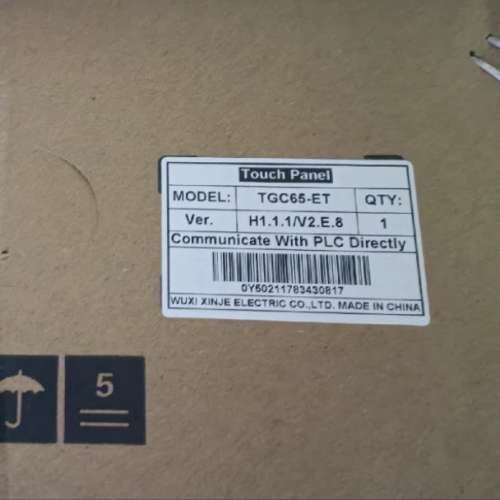 Touch Panel
MODEL: TGC65-ET QTY:
Ver. H1.1.1/V2.E.8 1
Communicate With PLC Directly
0Y50211783430817
WUXI XINJE ELECTRIC CO.,LTD. MADE IN CHINA
5